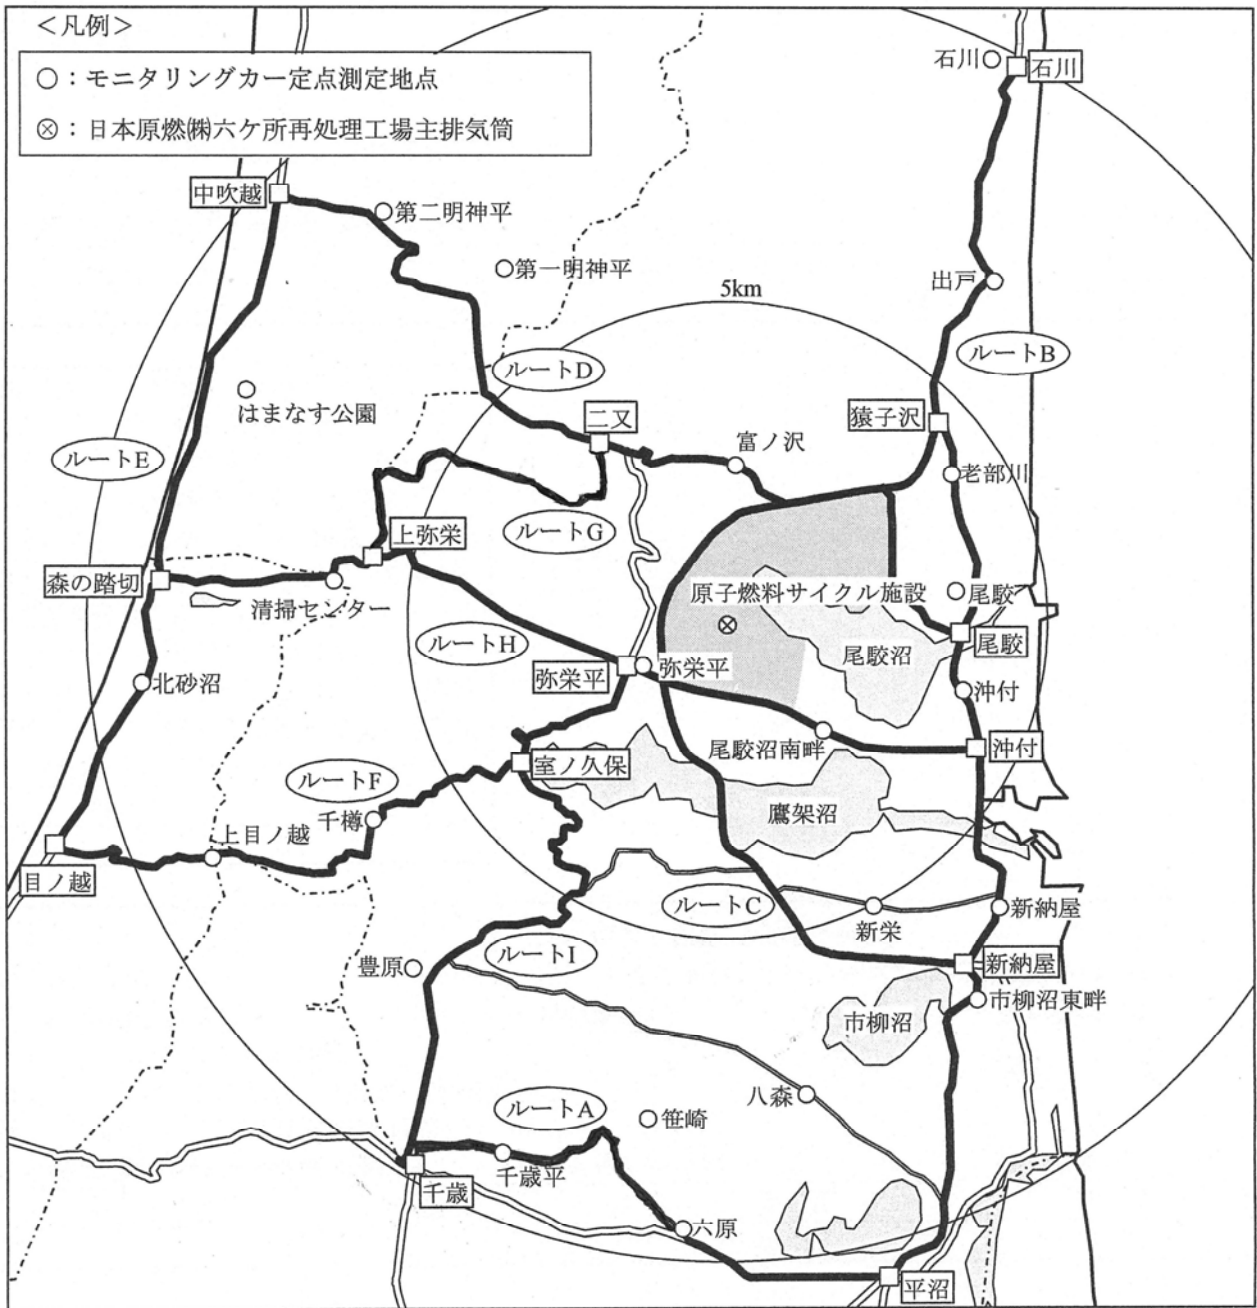 ＜凡例＞
○：モニタリングカー定点測定地点
⊗：日本原燃㈱六ケ所再処理工場主排気筒
石川
石川
中吹越
第二明神平
第一明神平
出戸
5km
ルートB
ルートD
はまなす公園
二又
猿子沢
富ノ沢
ルートE
老部川
ルートG
上弥栄
森の踏切
清掃センター
原子燃料サイクル施設
尾駮
ルートH
尾駮沼
尾駮
弥栄平
弥栄平
北砂沼
沖付
尾駮沼南畔
沖付
室ノ久保
ルートF
鷹架沼
千樽
上目ノ越
目ノ越
ルートC
新栄
新納屋
ルートI
豊原
新納屋
市柳沼東畔
市柳沼
八森
ルートA
笹崎
千歳平
千歳
六原
平沼